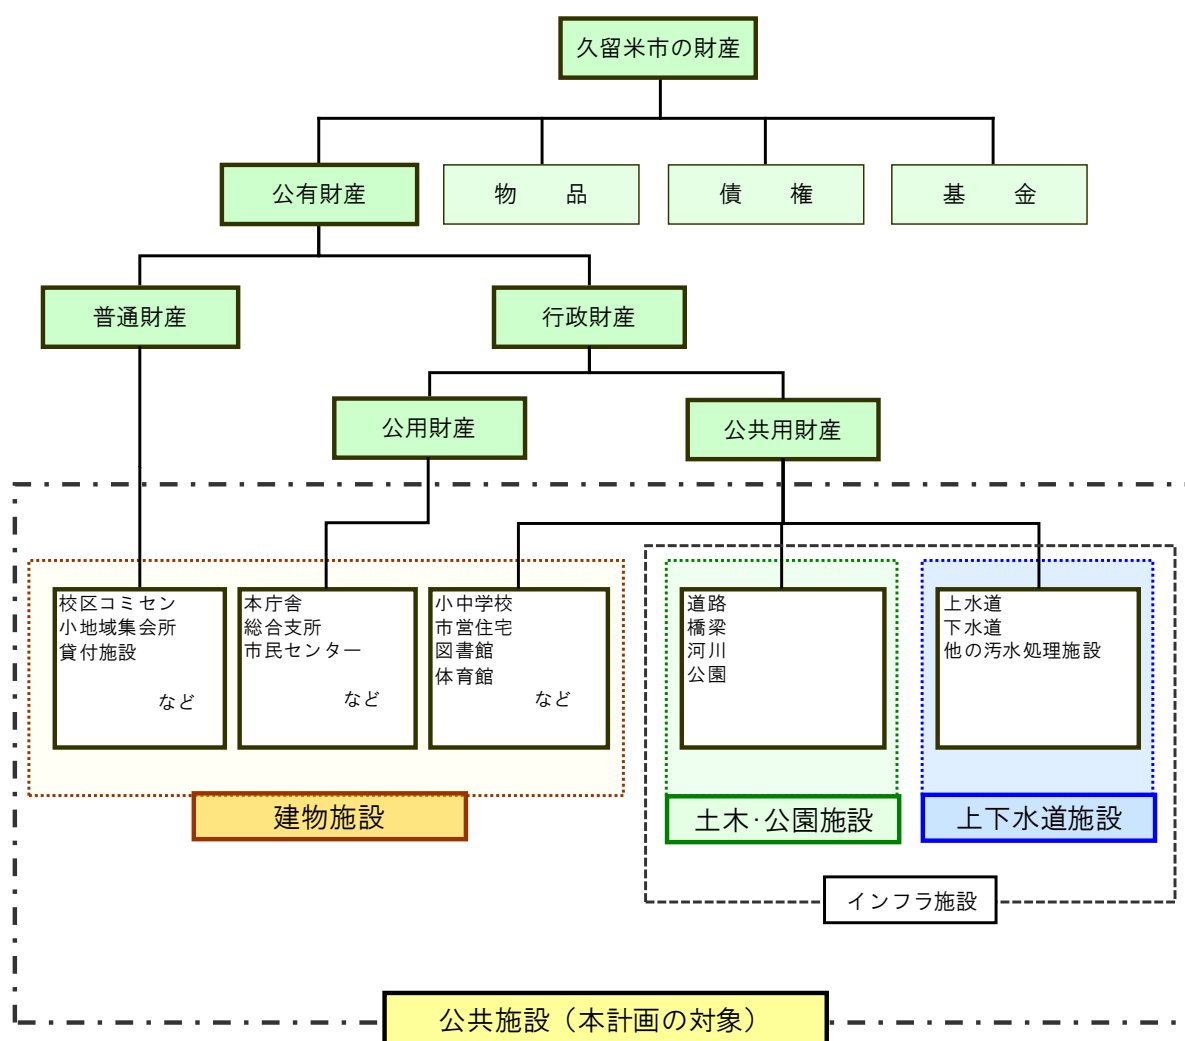 久留米市の財産
公有財産
物　品
債　権
基　金
普通財産
行政財産
公用財産
公共用財産
校区コミセン
小地域集会所
貸付施設
など
本庁舎
総合支所
市民センター
など
小中学校
市営住宅
図書館
体育館
など
道路
橋梁
河川
公園
上水道
下水道
他の汚水処理施設
建物施設
土木･公園施設
上下水道施設
インフラ施設
公共施設（本計画の対象）